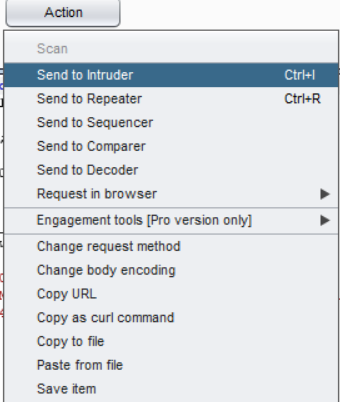 Action
Scan
Send to Intruder Ctrl+I
Send to Repeater Ctrl+R
Send to Sequencer
Send to Comparer
Send to Decoder
Request in browser
Engagement tools [Pro version only]
Change request method
Change body encoding
Copy URL
Copy as curl command
Copy to file
Paste from file
Save item